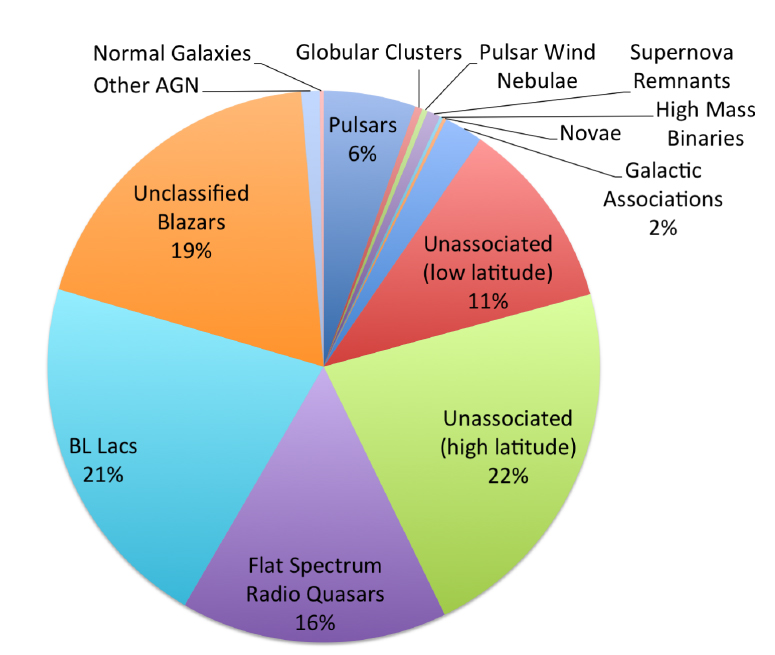 Normal Galaxies
Other AGN
Globular Clusters
Pulsar Wind
Nebulae
Supernova
Remnants
High Mass
Binaries
Novae
Galactic
Associations
2%
Pulsars
6%
Unclassified
Blazars
19%
Unassociated
(low latitude)
11%
Unassociated
(high latitude)
22%
BL Lacs
21%
Flat Spectrum
Radio Quasars
16%